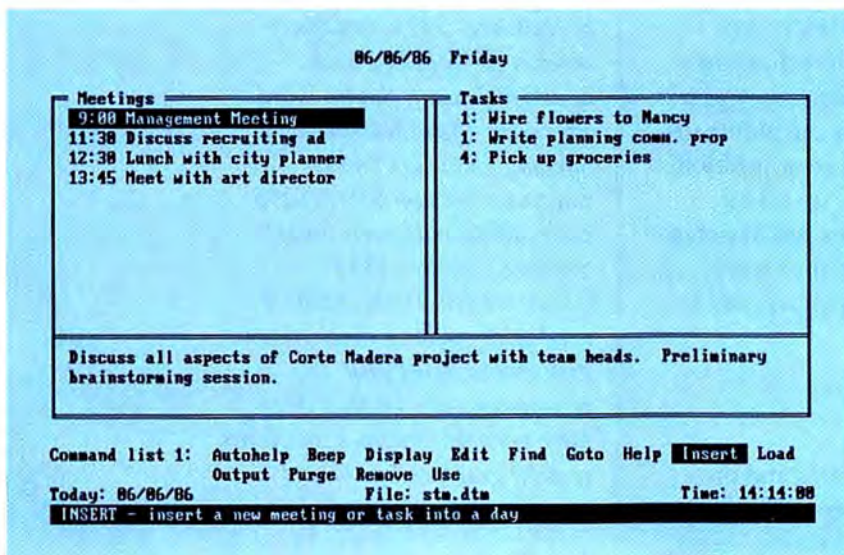 06/06/86 Friday
Meetings
9:00 Management Meeting
11:30 Discuss recruiting ad
12:30 Lunch with city planner
13:45 Meet with art director
Tasks
1: Wire flowers to Nancy
1: Write planning comm. prop
4: Pick up groceries
Discuss all aspects of Corte Madera project with team heads. Preliminary
brainstorming session.
Command list 1: Autohelp Beep Display Edit Find Goto Help Insert Load
Output Purge Remove Use
Today: 06/06/86 File: stm.dtm Time: 14:14:00
INSERT - insert a new meeting or task into a day